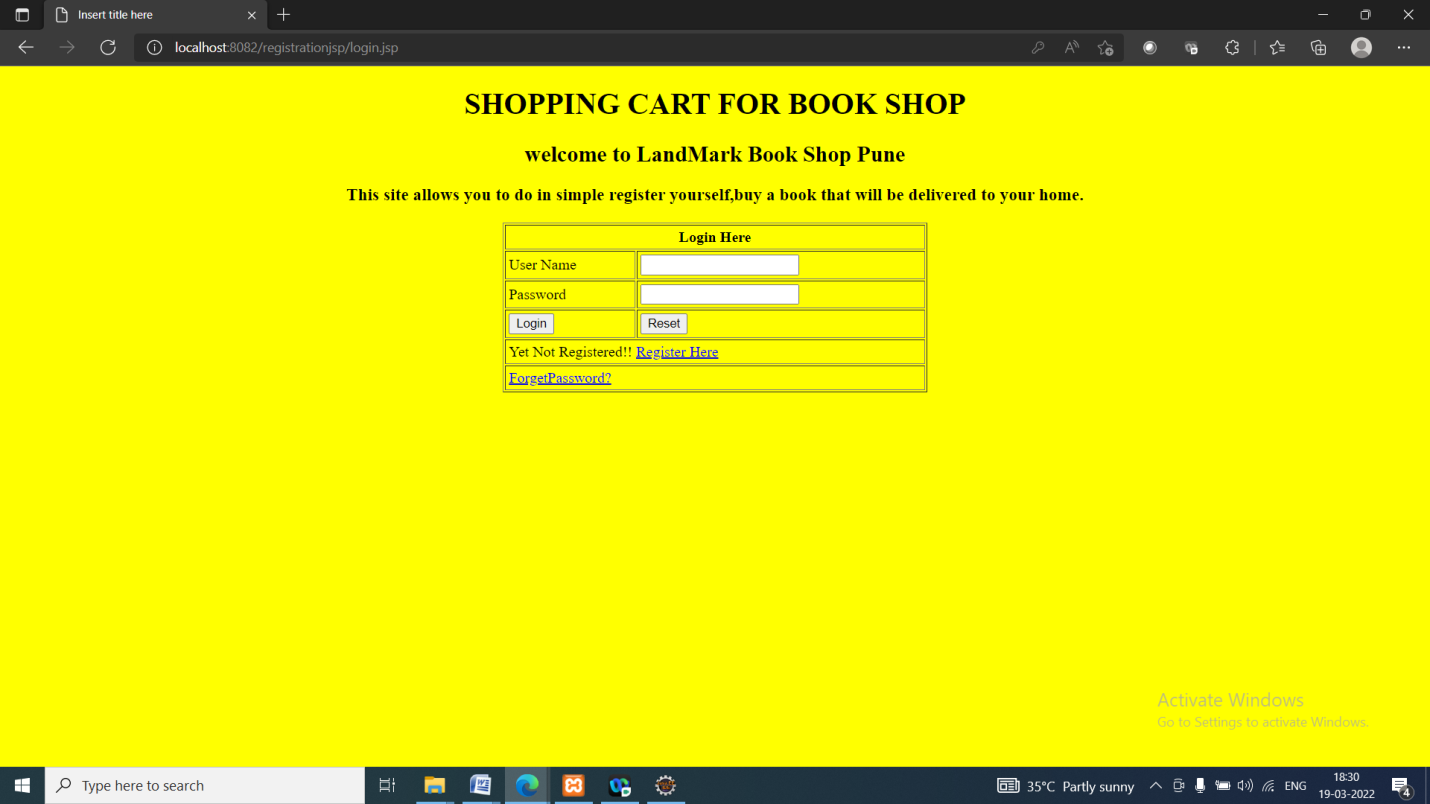 Insert title here
localhost:8082/registrationjsp/login.jsp
SHOPPING CART FOR BOOK SHOP
welcome to LandMark Book Shop Pune
This site allows you to do in simple register yourself,buy a book that will be delivered to your home.
Login Here
User Name
Password
Login Reset
Yet Not Registered!! Register Here
ForgetPassword?
Activate Windows
Go to Settings to activate Windows.
Type here to search
35°C Partly sunny
ENG
18:30
19-03-2022
4